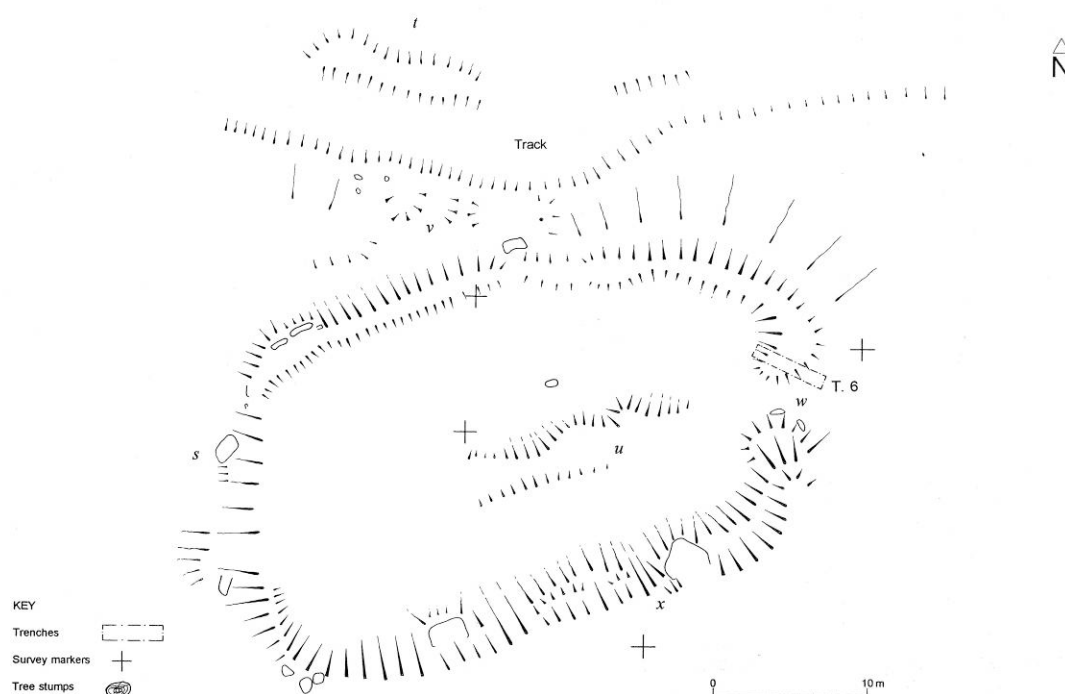 t
N
Track
v
T. 6
w
s
u
x
KEY
Trenches
Survey markers
Tree stumps
0 10 m